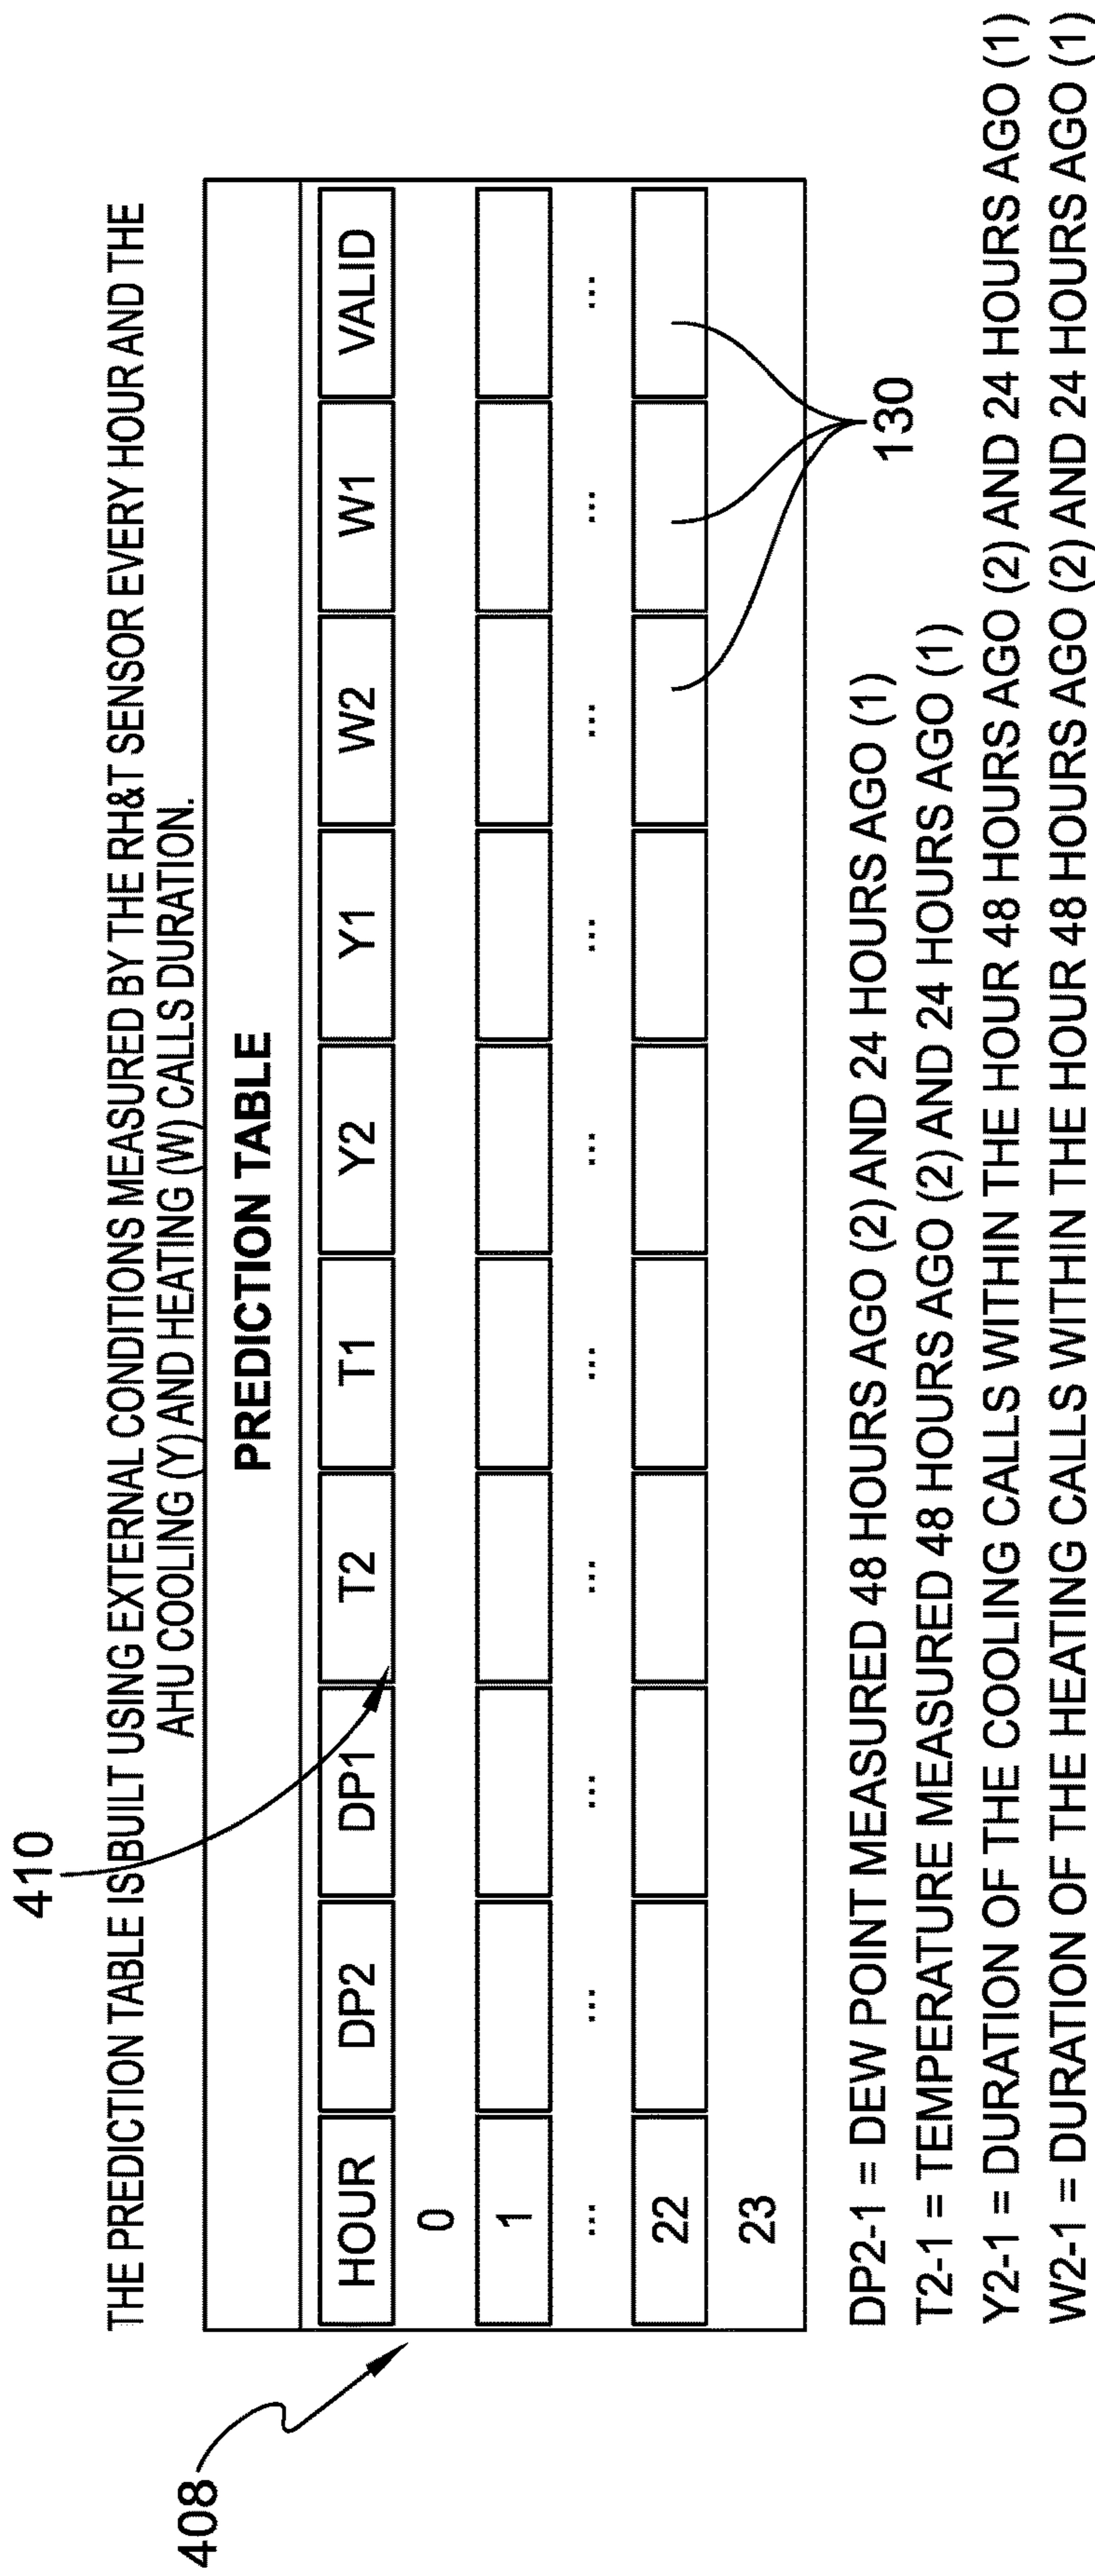 410
THE PREDICTION TABLE IS BUILT USING EXTERNAL CONDITIONS MEASURED BY THE RH&T SENSOR EVERY HOUR AND THE
AHU COOLING (Y) AND HEATING (W) CALLS DURATION.
408
PREDICTION TABLE
HOUR DP2 DP1 T2 T1 Y2 Y1 W2 W1 VALID
0
1
... ... ... ... ... ... ... ... ... ...
22
23
130
DP2-1 = DEW POINT MEASURED 48 HOURS AGO (2) AND 24 HOURS AGO (1)
T2-1 = TEMPERATURE MEASURED 48 HOURS AGO (2) AND 24 HOURS AGO (1)
Y2-1 = DURATION OF THE COOLING CALLS WITHIN THE HOUR 48 HOURS AGO (2) AND 24 HOURS AGO (1)
W2-1 = DURATION OF THE HEATING CALLS WITHIN THE HOUR 48 HOURS AGO (2) AND 24 HOURS AGO (1)